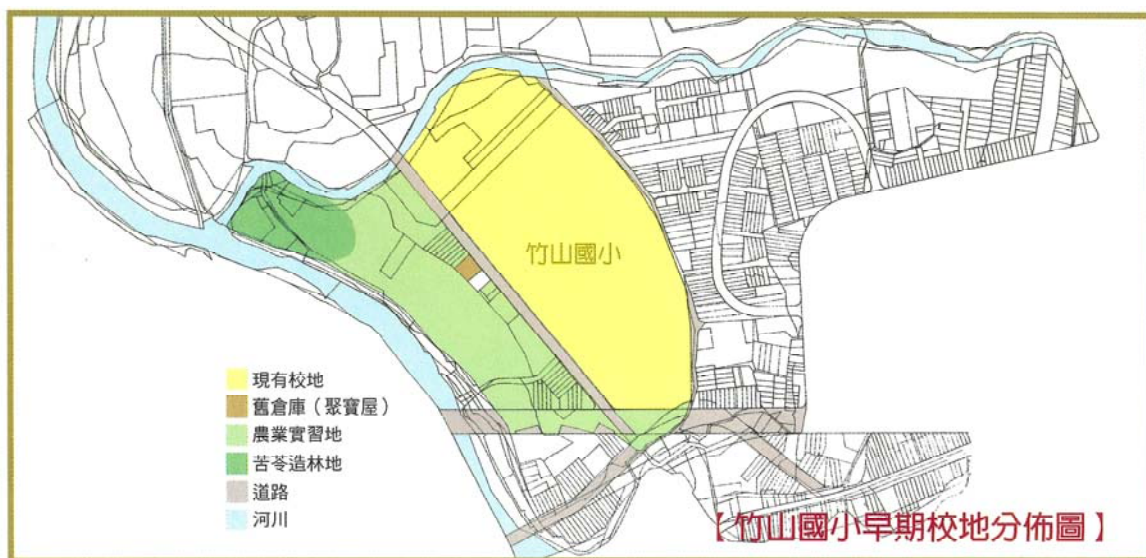 竹山國小
現有校地
舊倉庫（聚寶屋）
農業實習地
苦苓造林地
道路
河川
【竹山國小早期校地分佈圖】